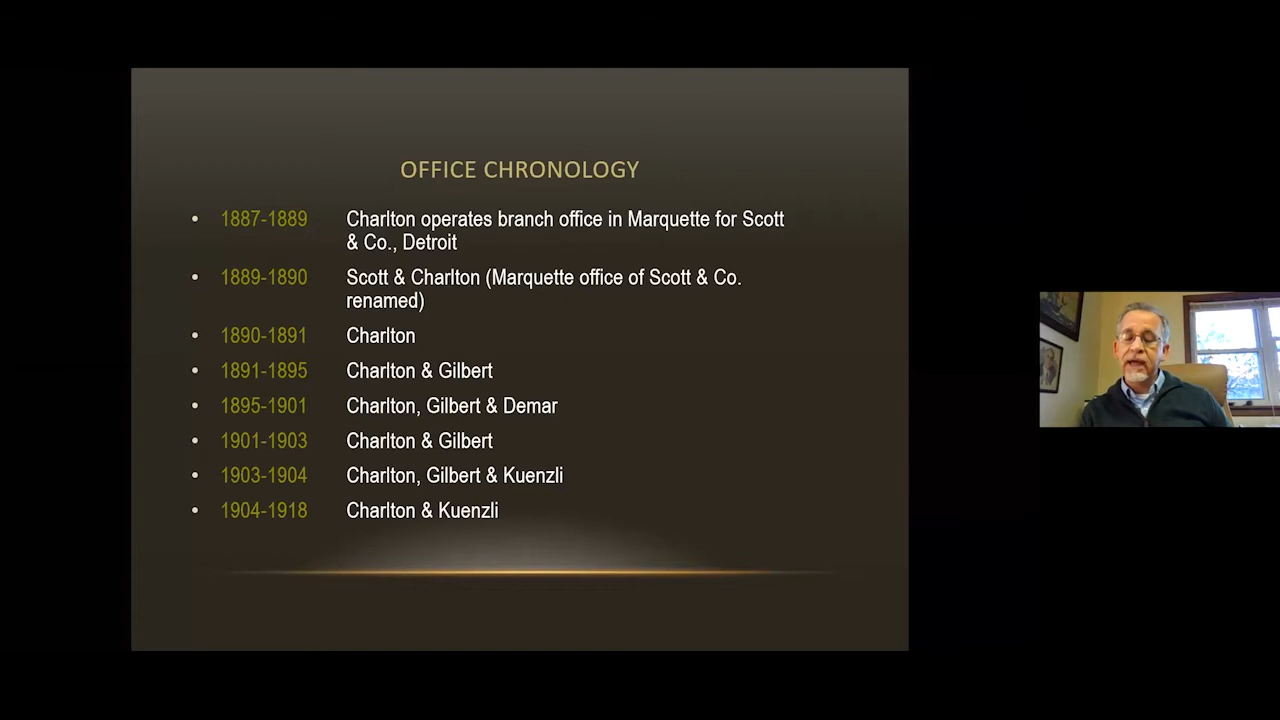 OFFICE CHRONOLOGY
• 1887-1889 Charlton operates branch office in Marquette for Scott
& Co., Detroit
• 1889-1890 Scott & Charlton (Marquette office of Scott & Co.
renamed)
• 1890-1891 Charlton
• 1891-1895 Charlton & Gilbert
• 1895-1901 Charlton, Gilbert & Demar
• 1901-1903 Charlton & Gilbert
• 1903-1904 Charlton, Gilbert & Kuenzli
• 1904-1918 Charlton & Kuenzli